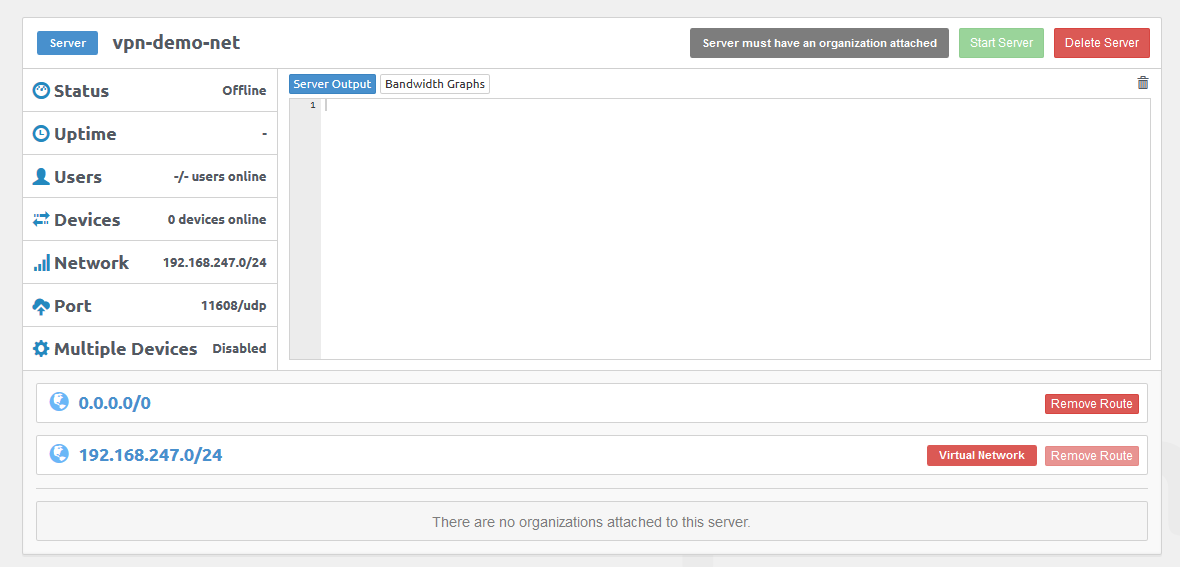 Server vpn-demo-net Server must have an organization attached Start Server Delete Server
Status Offline
Uptime -
Users -/- users online
Devices 0 devices online
Network 192.168.247.0/24
Port 11608/udp
Multiple Devices Disabled
Server Output Bandwidth Graphs
1
0.0.0.0/0 Remove Route
192.168.247.0/24 Virtual Network Remove Route
There are no organizations attached to this server.